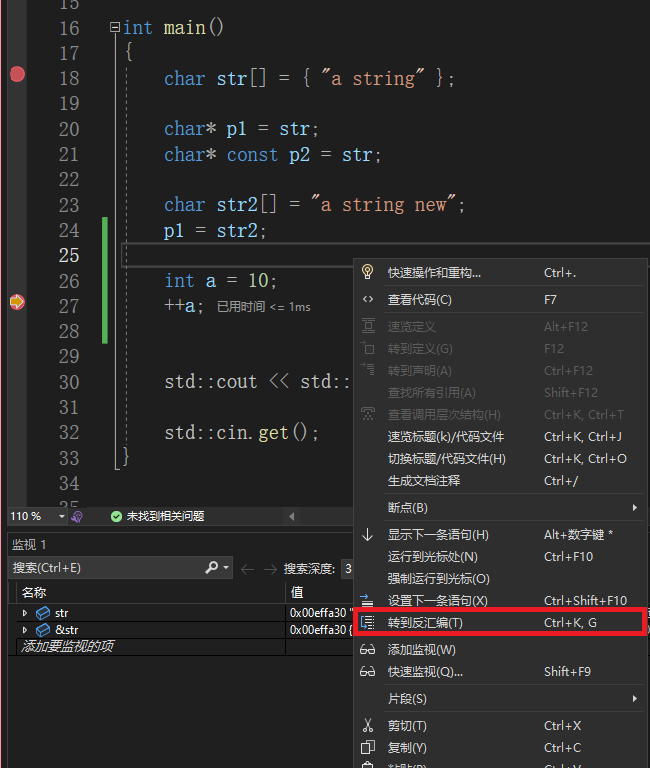 15
16 int main()
17 {
18 char str[] = { "a string" };
19
20 char* p1 = str;
21 char* const p2 = str;
22
23 char str2[] = "a string new";
24 p1 = str2;
25
26 int a = 10;
27 ++a; 已用时间 <= 1ms
28
29
30 std::cout << std::
31
32 std::cin.get();
33 }
34
快速操作和重构... Ctrl+.
查看代码(C) F7
速览定义 Alt+F12
转到定义(G) F12
转到声明(A) Ctrl+F12
查找所有引用(A) Shift+F12
查看调用层次结构(H) Ctrl+K, Ctrl+T
速览标题(k)/代码文件 Ctrl+K, Ctrl+J
切换标题/代码文件(H) Ctrl+K, Ctrl+O
生成文档注释 Ctrl+/
断点(B)
显示下一条语句(H) Alt+数字键 *
运行到光标处(N) Ctrl+F10
强制运行到光标(O)
设置下一条语句(X) Ctrl+Shift+F10
转到反汇编(T) Ctrl+K, G
添加监视(W)
快速监视(Q)... Shift+F9
片段(S)
剪切(T) Ctrl+X
复制(Y) Ctrl+C
110 % 未找到相关问题
监视 1
搜索(Ctrl+E) 搜索深度: 3
名称 值
str 0x00effa30 "
&str 0x00effa30 {
添加要监视的项